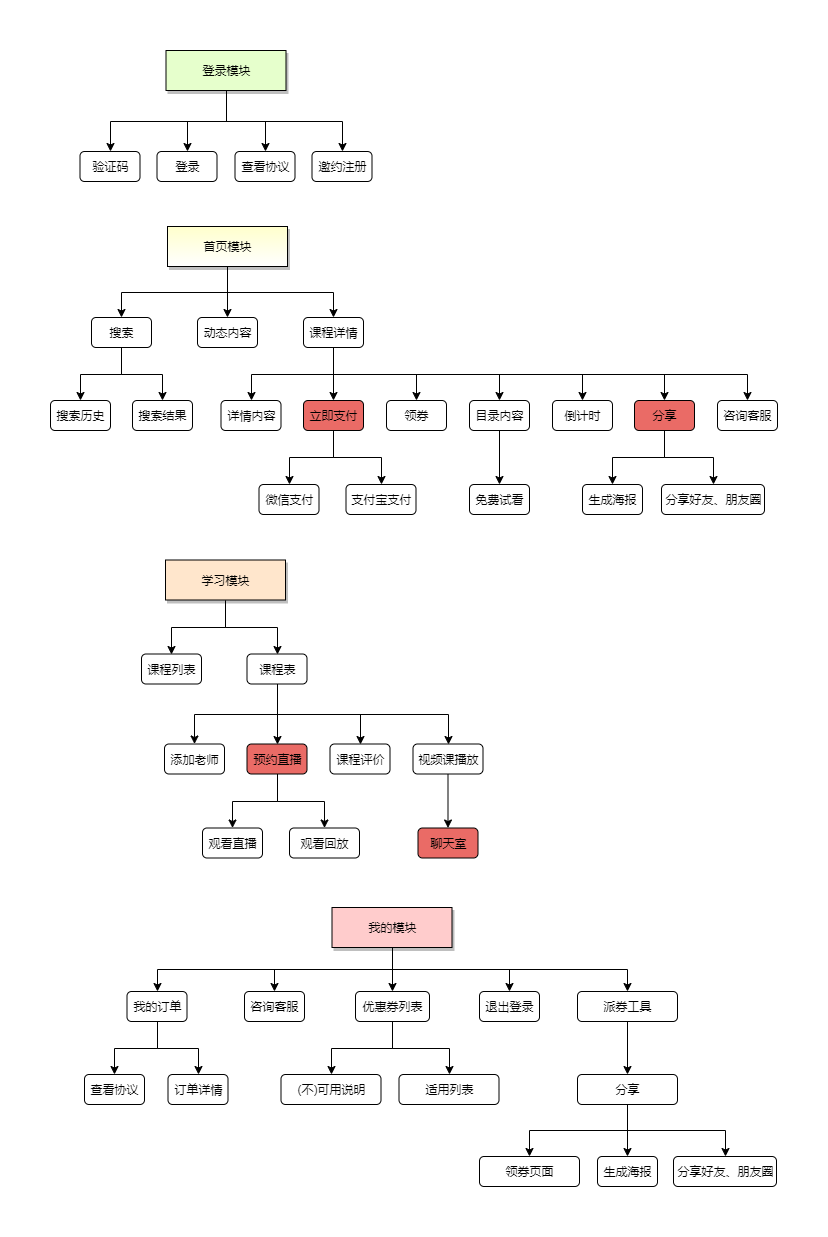 登录模块
验证码
登录
查看协议
邀约注册
首页模块
搜索
动态内容
课程详情
搜索历史
搜索结果
详情内容
立即支付
领券
目录内容
倒计时
分享
咨询客服
微信支付
支付宝支付
免费试看
生成海报
分享好友、朋友圈
学习模块
课程列表
课程表
添加老师
预约直播
课程评价
视频课播放
观看直播
观看回放
聊天室
我的模块
我的订单
咨询客服
优惠券列表
退出登录
派券工具
查看协议
订单详情
(不)可用说明
适用列表
分享
领券页面
生成海报
分享好友、朋友圈